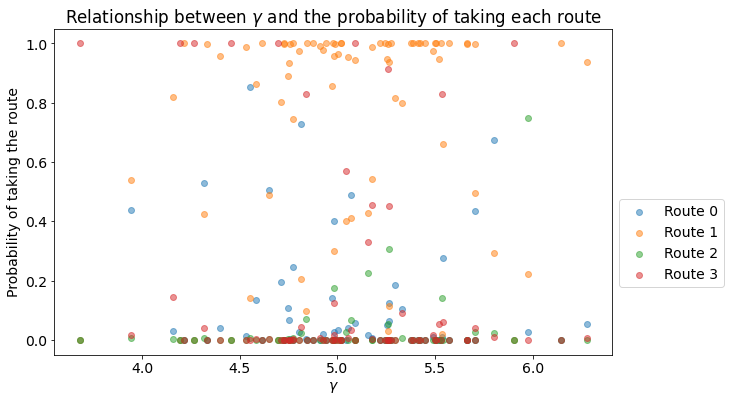 Relationship between γ and the probability of taking each route
Probability of taking the route
1.0
0.8
0.6
0.4
0.2
0.0
4.0 4.5 5.0 5.5 6.0
γ
Route 0
Route 1
Route 2
Route 3